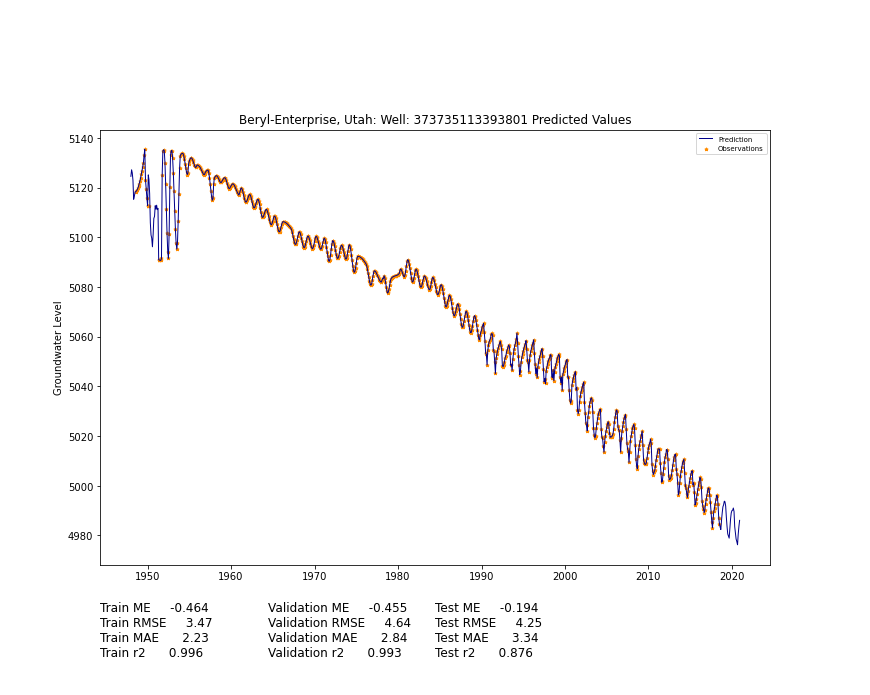 Beryl-Enterprise, Utah: Well: 373735113393801 Predicted Values
Prediction
Observations
5140
5120
5100
5080
5060
5040
5020
5000
4980
Groundwater Level
1950 1960 1970 1980 1990 2000 2010 2020
Train ME -0.464 Validation ME -0.455 Test ME -0.194
Train RMSE 3.47 Validation RMSE 4.64 Test RMSE 4.25
Train MAE 2.23 Validation MAE 2.84 Test MAE 3.34
Train r2 0.996 Validation r2 0.993 Test r2 0.876